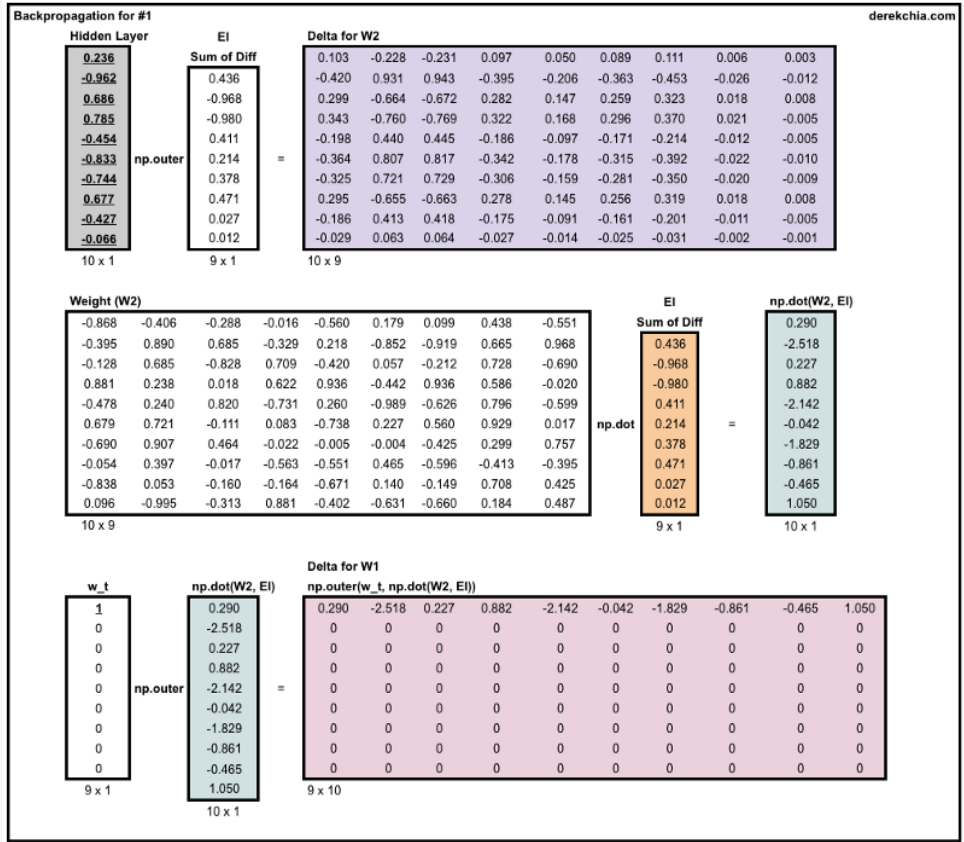 Backpropagation for #1 derekchia.com
Hidden Layer EI Delta for W2
0.236 Sum of Diff 0.103 -0.228 -0.231 0.097 0.050 0.089 0.111 0.006 0.003
-0.962 0.436 -0.420 0.931 0.943 -0.395 -0.206 -0.363 -0.453 -0.026 -0.012
0.686 -0.968 0.299 -0.664 -0.672 0.282 0.147 0.259 0.323 0.018 0.008
0.785 -0.980 0.343 -0.760 -0.769 0.322 0.168 0.296 0.370 0.021 -0.005
-0.454 0.411 -0.198 0.440 0.445 -0.186 -0.097 -0.171 -0.214 -0.012 -0.005
-0.833 np.outer 0.214 = -0.364 0.807 0.817 -0.342 -0.178 -0.315 -0.392 -0.022 -0.010
-0.744 0.378 -0.325 0.721 0.729 -0.306 -0.159 -0.281 -0.350 -0.020 -0.009
0.677 0.471 0.295 -0.655 -0.663 0.278 0.145 0.256 0.319 0.018 0.008
-0.427 0.027 -0.186 0.413 0.418 -0.175 -0.091 -0.161 -0.201 -0.011 -0.005
-0.066 0.012 -0.029 0.063 0.064 -0.027 -0.014 -0.025 -0.031 -0.002 -0.001
10 x 1 9 x 1 10 x 9
Weight (W2) EI np.dot(W2, EI)
-0.868 -0.406 -0.288 -0.016 -0.560 0.179 0.099 0.438 -0.551 Sum of Diff 0.290
-0.395 0.890 0.685 -0.329 0.218 -0.852 -0.919 0.665 0.968 0.436 -2.518
-0.128 0.685 -0.828 0.709 -0.420 0.057 -0.212 0.728 -0.690 -0.968 0.227
0.881 0.238 0.018 0.622 0.936 -0.442 0.936 0.586 -0.020 -0.980 0.882
-0.478 0.240 0.820 -0.731 0.260 -0.989 -0.626 0.796 -0.599 0.411 -2.142
0.679 0.721 -0.111 0.083 -0.738 0.227 0.560 0.929 0.017 np.dot 0.214 = -0.042
-0.690 0.907 0.464 -0.022 -0.005 -0.004 -0.425 0.299 0.757 0.378 -1.829
-0.054 0.397 -0.017 -0.563 -0.551 0.465 -0.596 -0.413 -0.395 0.471 -0.861
-0.838 0.053 -0.160 -0.164 -0.671 0.140 -0.149 0.708 0.425 0.027 -0.465
0.096 -0.995 -0.313 0.881 -0.402 -0.631 -0.660 0.184 0.487 0.012 1.050
10 x 9 9 x 1 10 x 1
Delta for W1
w_t np.dot(W2, EI) np.outer(w_t, np.dot(W2, EI))
1 0.290 0.290 -2.518 0.227 0.882 -2.142 -0.042 -1.829 -0.861 -0.465 1.050
0 -2.518 0 0 0 0 0 0 0 0 0 0
0 0.227 0 0 0 0 0 0 0 0 0 0
0 0.882 0 0 0 0 0 0 0 0 0 0
0 np.outer -2.142 = 0 0 0 0 0 0 0 0 0 0
0 -0.042 0 0 0 0 0 0 0 0 0 0
0 -1.829 0 0 0 0 0 0 0 0 0 0
0 -0.861 0 0 0 0 0 0 0 0 0 0
0 -0.465 0 0 0 0 0 0 0 0 0 0
9 x 1 1.050 9 x 10
10 x 1